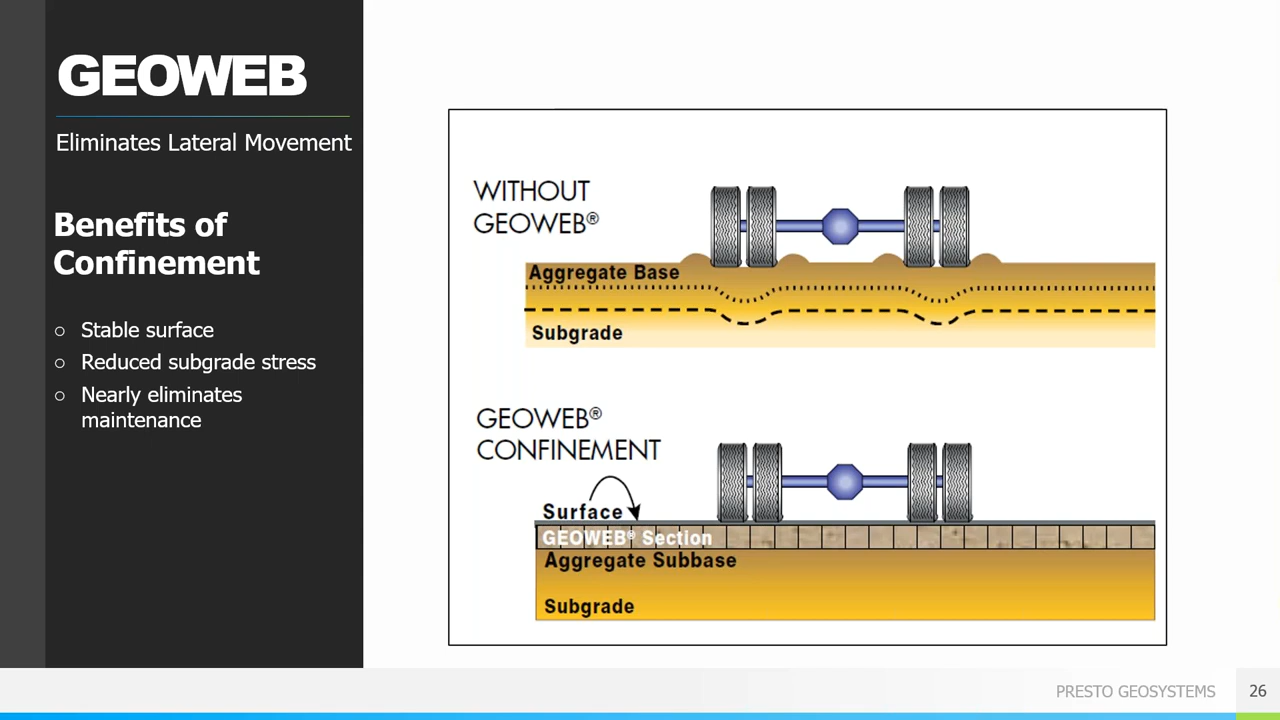 GEOWEB
Eliminates Lateral Movement
Benefits of
Confinement
○ Stable surface
○ Reduced subgrade stress
○ Nearly eliminates
maintenance
WITHOUT
GEOWEB®
Aggregate Base
Subgrade
GEOWEB®
CONFINEMENT
Surface
GEOWEB® Section
Aggregate Subbase
Subgrade
PRESTO GEOSYSTEMS
26